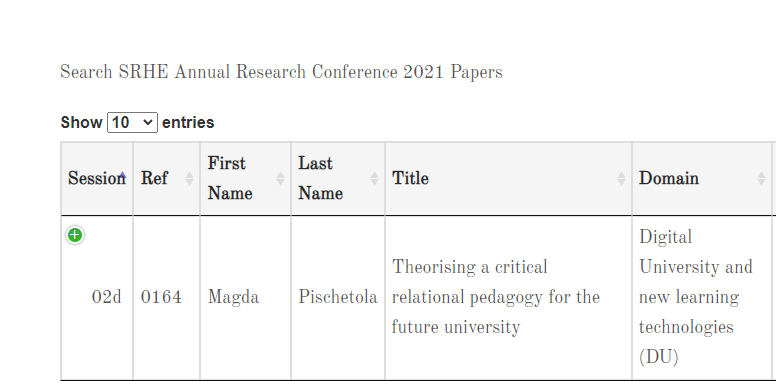 Search SRHE Annual Research Conference 2021 Papers
Show 10 entries
Session Ref First Name Last Name Title Domain
02d 0164 Magda Pischetola Theorising a critical relational pedagogy for the future university Digital University and new learning technologies (DU)